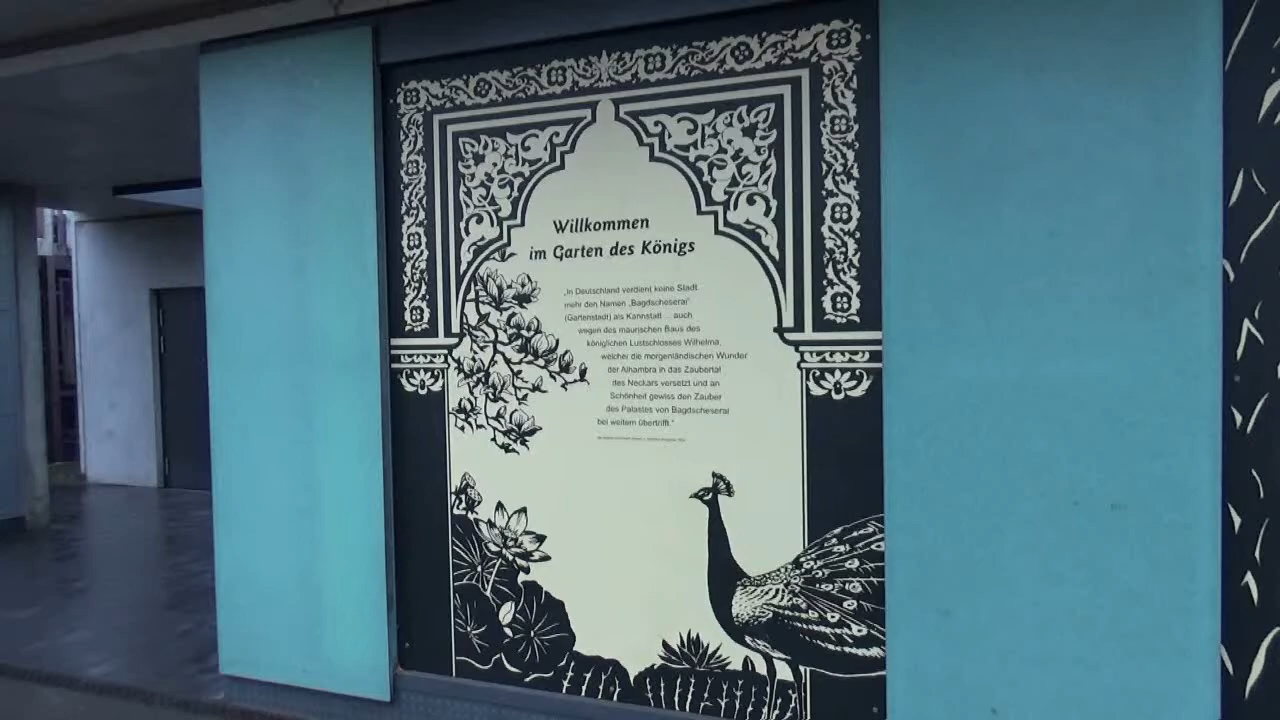 Willkommen
im Garten des Königs
„In Deutschland verdient keine Stadt
mehr den Namen „Bagdscheserai“
(Gartenstadt) als Kannstatt ... auch
wegen des maurischen Baus des
königlichen Lustschlosses Wilhelma,
welcher die morgenländischen Wunder
der Alhambra in das Zaubertal
des Neckars versetzt und an
Schönheit gewiss den Zauber
des Palastes von Bagdscheserai
bei weitem übertrifft.“